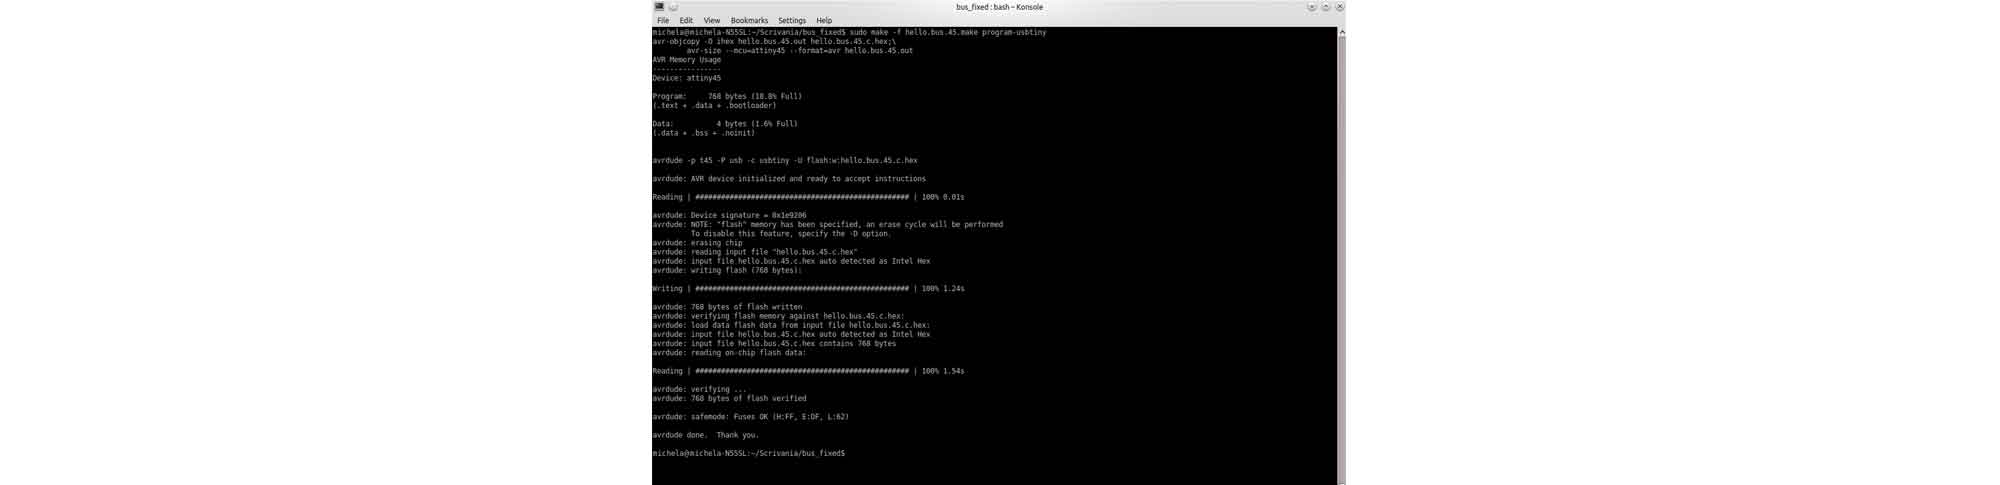 bus_fixed : bash – Konsole
File Edit View Bookmarks Settings Help
michela@michela-N55SL:~/Scrivania/bus_fixed$ sudo make -f hello.bus.45.make program-usbtiny
avr-objcopy -O ihex hello.bus.45.out hello.bus.45.c.hex;\
avr-size --mcu=attiny45 --format=avr hello.bus.45.out
AVR Memory Usage
----------------
Device: attiny45
Program: 768 bytes (18.8% Full)
(.text + .data + .bootloader)
Data: 4 bytes (1.6% Full)
(.data + .bss + .noinit)
avrdude -p t45 -P usb -c usbtiny -U flash:w:hello.bus.45.c.hex
avrdude: AVR device initialized and ready to accept instructions
Reading | ################################################## | 100% 0.01s
avrdude: Device signature = 0x1e9206
avrdude: NOTE: "flash" memory has been specified, an erase cycle will be performed
To disable this feature, specify the -D option.
avrdude: erasing chip
avrdude: reading input file "hello.bus.45.c.hex"
avrdude: input file hello.bus.45.c.hex auto detected as Intel Hex
avrdude: writing flash (768 bytes):
Writing | ################################################## | 100% 1.24s
avrdude: 768 bytes of flash written
avrdude: verifying flash memory against hello.bus.45.c.hex:
avrdude: load data flash data from input file hello.bus.45.c.hex:
avrdude: input file hello.bus.45.c.hex auto detected as Intel Hex
avrdude: input file hello.bus.45.c.hex contains 768 bytes
avrdude: reading on-chip flash data:
Reading | ################################################## | 100% 1.54s
avrdude: verifying ...
avrdude: 768 bytes of flash verified
avrdude: safemode: Fuses OK (H:FF, E:DF, L:62)
avrdude done.  Thank you.
michela@michela-N55SL:~/Scrivania/bus_fixed$